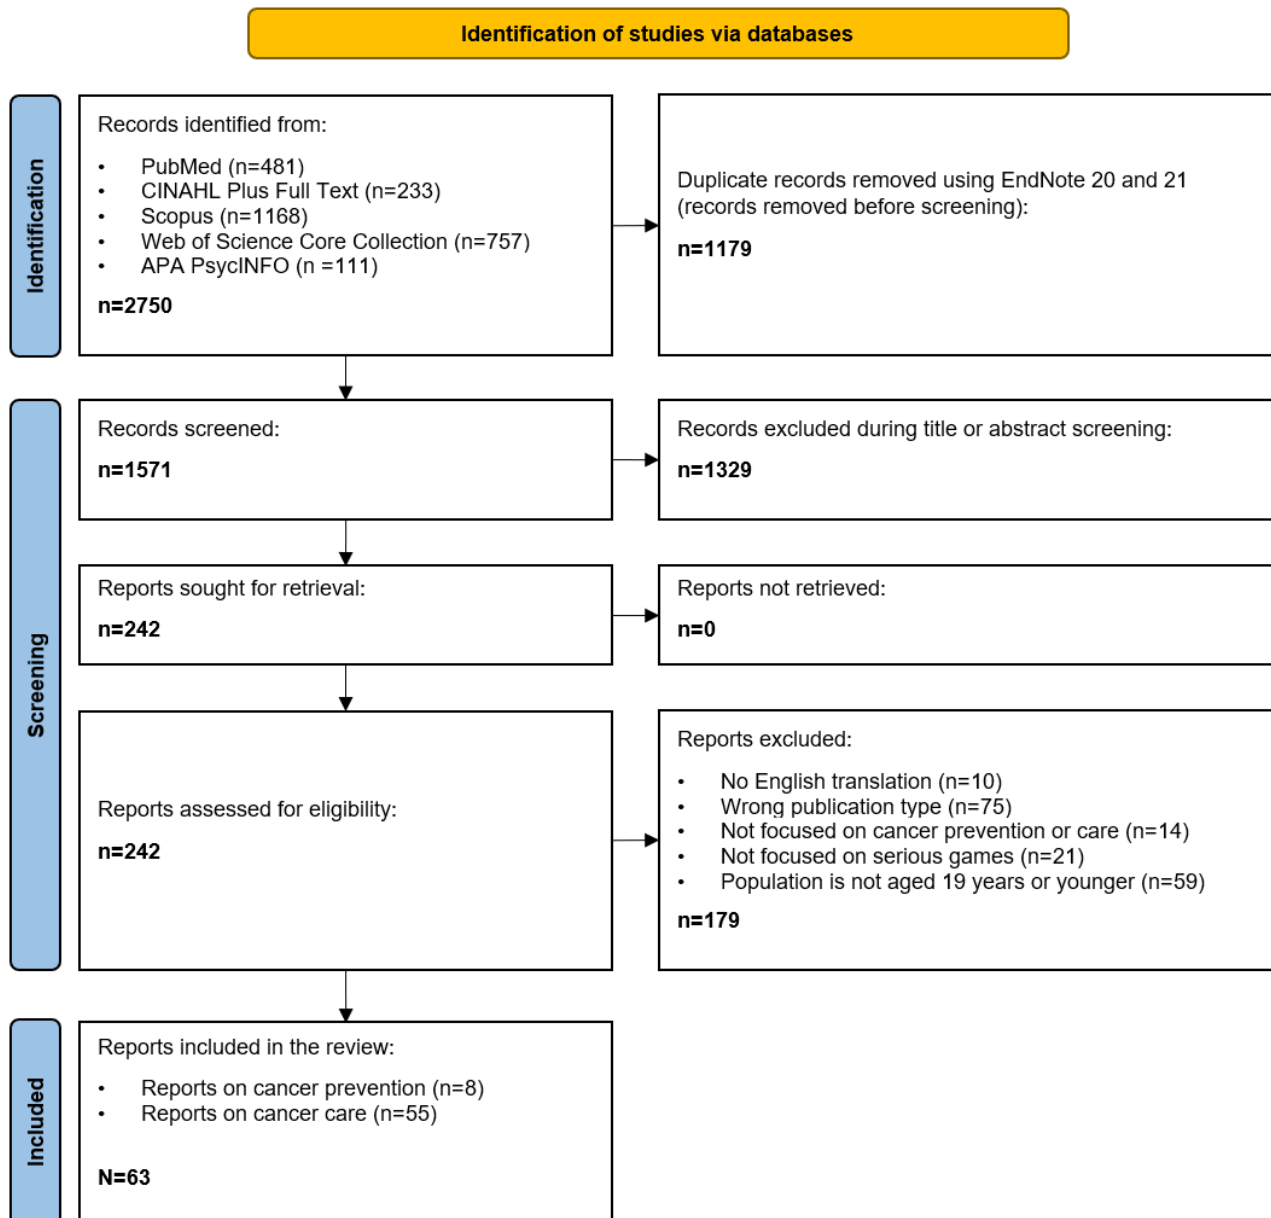 Identification of studies via databases
Identification
Records identified from:
• PubMed (n=481)
• CINAHL Plus Full Text (n=233)
• Scopus (n=1168)
• Web of Science Core Collection (n=757)
• APA PsycINFO (n =111)
n=2750
Duplicate records removed using EndNote 20 and 21
(records removed before screening):
n=1179
Screening
Records screened:
n=1571
Records excluded during title or abstract screening:
n=1329
Reports sought for retrieval:
n=242
Reports not retrieved:
n=0
Reports assessed for eligibility:
n=242
Reports excluded:
• No English translation (n=10)
• Wrong publication type (n=75)
• Not focused on cancer prevention or care (n=14)
• Not focused on serious games (n=21)
• Population is not aged 19 years or younger (n=59)
n=179
Included
Reports included in the review:
• Reports on cancer prevention (n=8)
• Reports on cancer care (n=55)
N=63